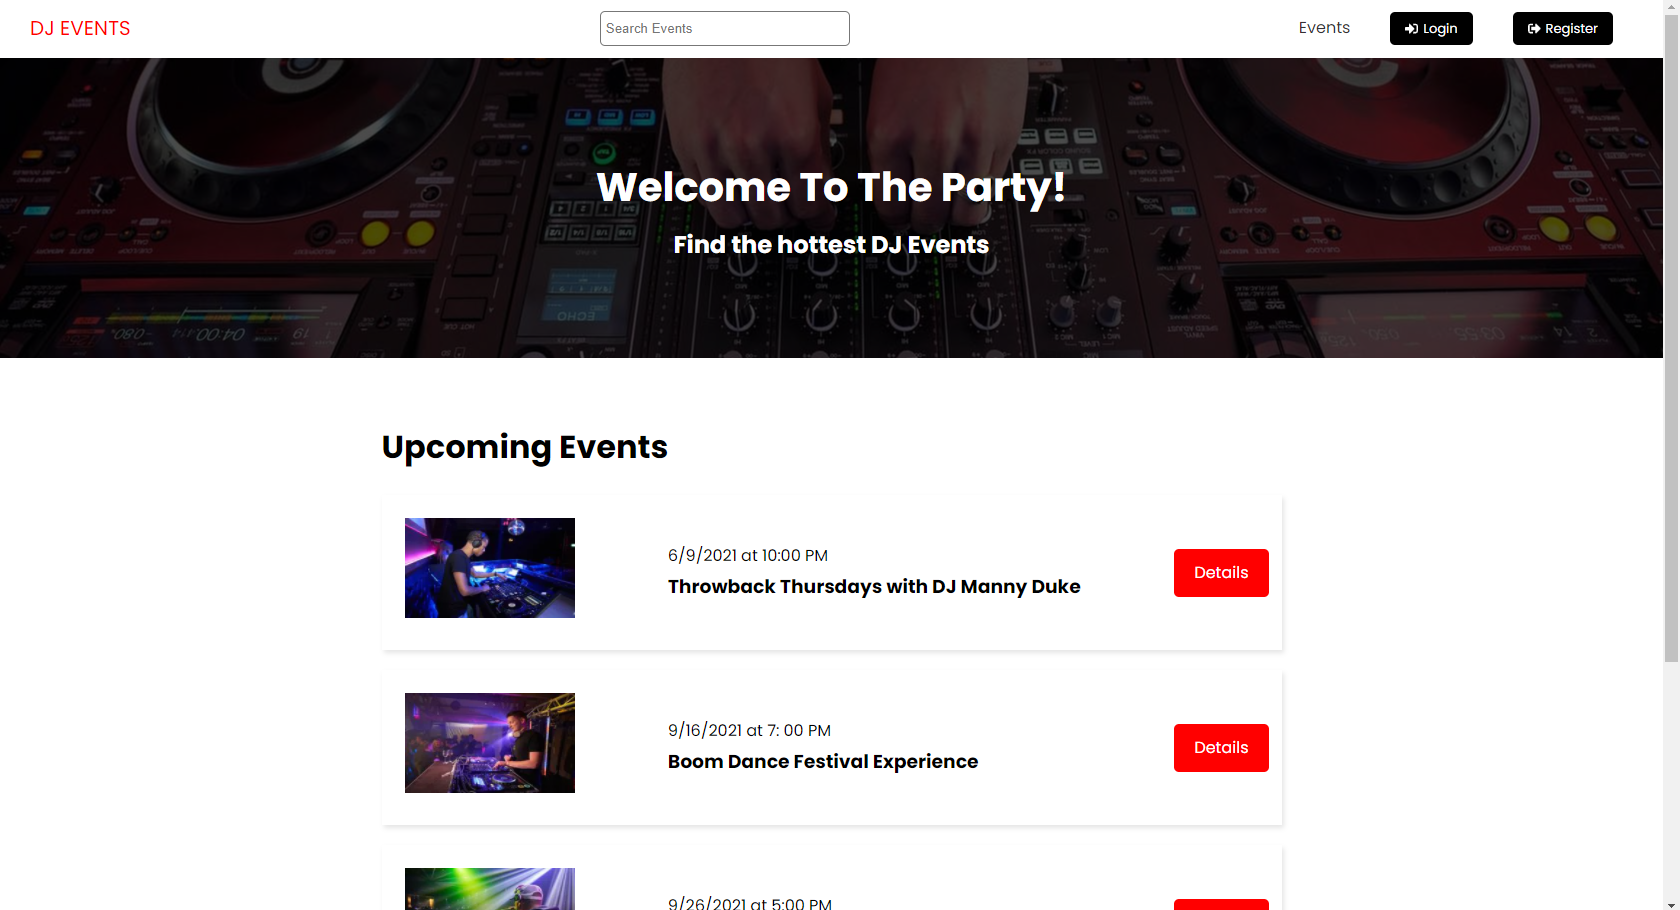 DJ EVENTS
Search Events
Events
Login
Register
Welcome To The Party!
Find the hottest DJ Events
ECHO
Upcoming Events
6/9/2021 at 10:00 PM
Throwback Thursdays with DJ Manny Duke
Details
9/16/2021 at 7: 00 PM
Boom Dance Festival Experience
Details
9/26/2021 at 5:00 PM